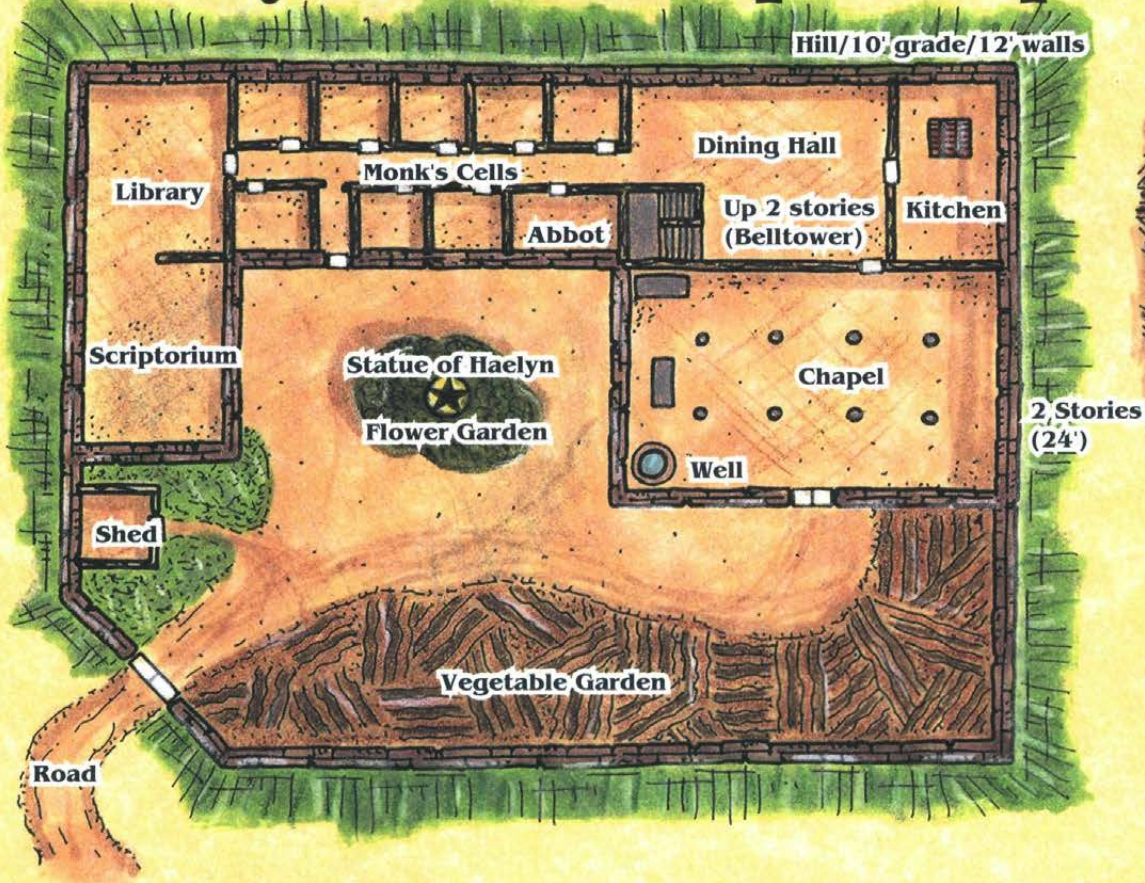 Hill/10' grade/12' walls
Dining Hall
Monk's Cells
Library
Up 2 stories
(Belltower)
Kitchen
Abbot
Scriptorium
Statue of Haelyn
Flower Garden
Chapel
2 Stories
(24')
Well
Shed
Vegetable Garden
Road